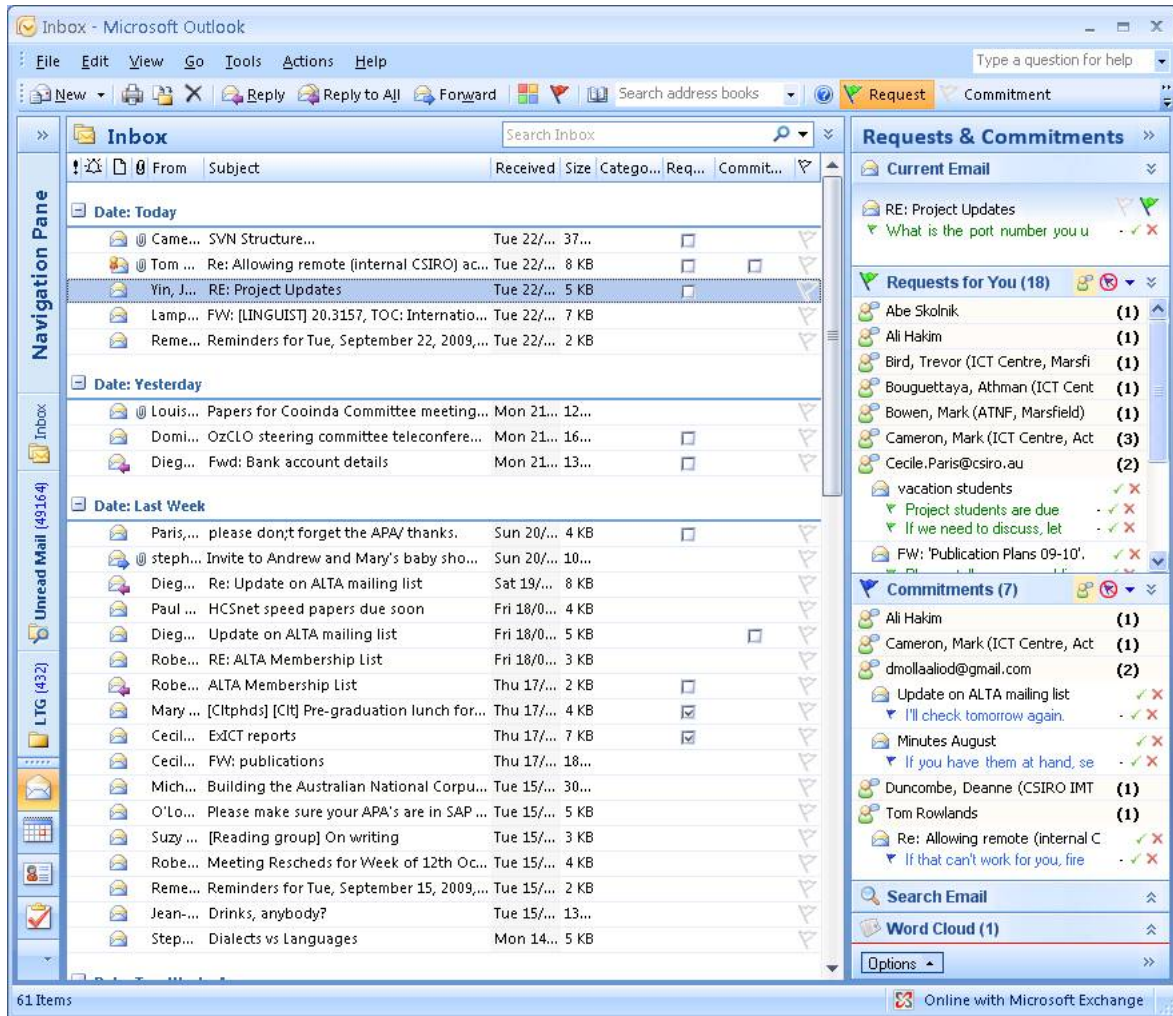 Inbox - Microsoft Outlook
File Edit View Go Tools Actions Help Type a question for help
New Reply Reply to All Forward Search address books Request Commitment
Navigation Pane
Inbox
Unread Mail (49164)
LTG (432)
Inbox Search Inbox
From Subject Received Size Catego... Req... Commit...
Date: Today
Came... SVN Structure... Tue 22/... 37...
Tom ... Re: Allowing remote (internal CSIRO) ac... Tue 22/... 8 KB
Yin, J... RE: Project Updates Tue 22/... 5 KB
Lamp... FW: [LINGUIST] 20.3157, TOC: Internatio... Tue 22/... 7 KB
Reme... Reminders for Tue, September 22, 2009,... Tue 22/... 2 KB
Date: Yesterday
Louis... Papers for Cooinda Committee meeting... Mon 21... 12...
Domi... OzCLO steering committee teleconfere... Mon 21... 16...
Dieg... Fwd: Bank account details Mon 21... 13...
Date: Last Week
Paris,... please don;t forget the APA/ thanks. Sun 20/... 4 KB
steph... Invite to Andrew and Mary's baby sho... Sun 20/... 10...
Dieg... Re: Update on ALTA mailing list Sat 19/... 8 KB
Paul ... HCSnet speed papers due soon Fri 18/0... 4 KB
Dieg... Update on ALTA mailing list Fri 18/0... 5 KB
Robe... RE: ALTA Membership List Fri 18/0... 3 KB
Robe... ALTA Membership List Thu 17/... 2 KB
Mary ... [Cltphds] [Clt] Pre-graduation lunch for... Thu 17/... 4 KB
Cecil... ExICT reports Thu 17/... 7 KB
Cecil... FW: publications Thu 17/... 18...
Mich... Building the Australian National Corpu... Tue 15/... 30...
O'Lo... Please make sure your APA's are in SAP ... Tue 15/... 5 KB
Suzy ... [Reading group] On writing Tue 15/... 3 KB
Robe... Meeting Rescheds for Week of 12th Oc... Tue 15/... 4 KB
Reme... Reminders for Tue, September 15, 2009,... Tue 15/... 2 KB
Jean-... Drinks, anybody? Tue 15/... 13...
Step... Dialects vs Languages Mon 14... 5 KB
Requests & Commitments
Current Email
RE: Project Updates
What is the port number you u
Requests for You (18)
Abe Skolnik (1)
Ali Hakim (1)
Bird, Trevor (ICT Centre, Marsfi (1)
Bouguettaya, Athman (ICT Cent (1)
Bowen, Mark (ATNF, Marsfield) (1)
Cameron, Mark (ICT Centre, Act (3)
Cecile.Paris@csiro.au (2)
vacation students
Project students are due
If we need to discuss, let
FW: 'Publication Plans 09-10'.
Commitments (7)
Ali Hakim (1)
Cameron, Mark (ICT Centre, Act (1)
dmollaaliod@gmail.com (2)
Update on ALTA mailing list
I'll check tomorrow again.
Minutes August
If you have them at hand, se
Duncombe, Deanne (CSIRO IMT (1)
Tom Rowlands (1)
Re: Allowing remote (internal C
If that can't work for you, fire
Search Email
Word Cloud (1)
Options
61 Items Online with Microsoft Exchange